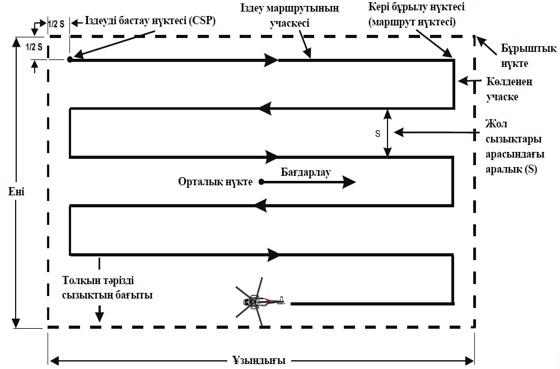 1/2 S
1/2 S
Іздеуді бастау нүктесі (CSP)
Іздеу маршрутының
учаскесі
Кері бұрылу нүктесі
(маршрут нүктесі)
Бұрыштық
нүкте
Көлденең
учаске
S
Жол
сызықтары
арасындағы
аралық (S)
Ені
Бағдарлау
Орталық нүкте
Толқын тәрізді
сызықтың бағыты
Ұзындығы